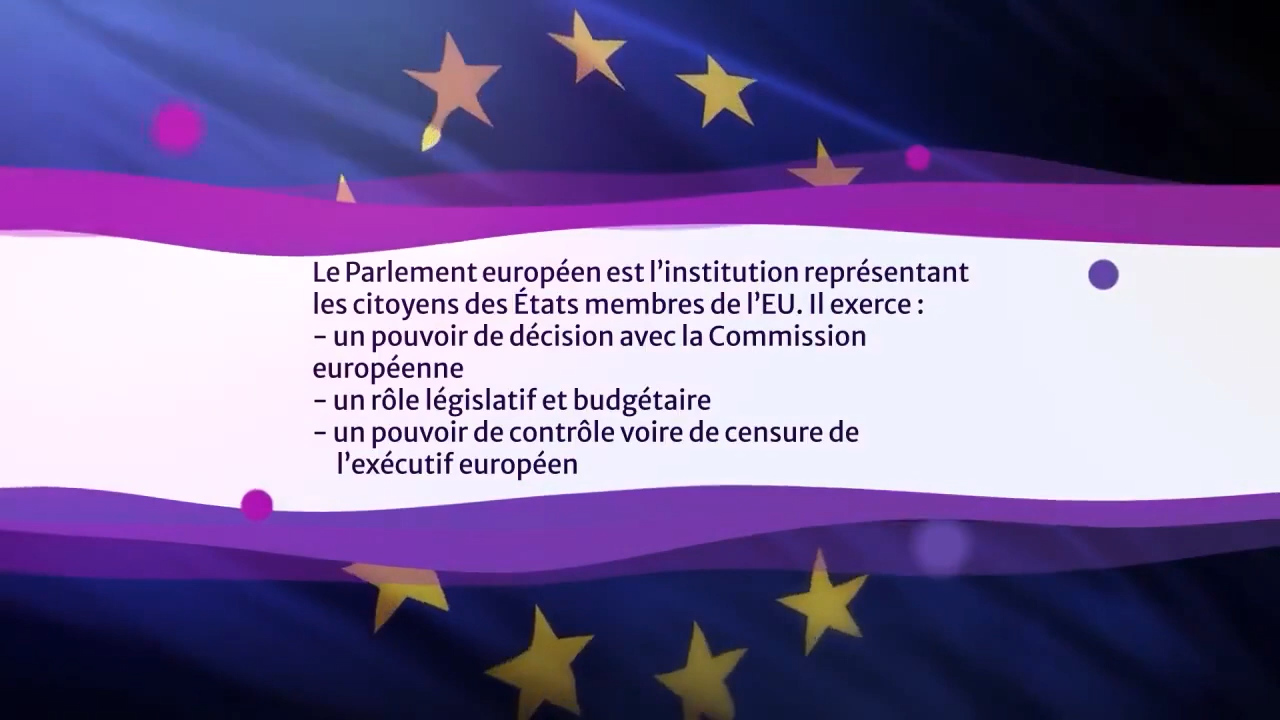 Le Parlement européen est l’institution représentant
les citoyens des États membres de l’EU. Il exerce :
- un pouvoir de décision avec la Commission
européenne
- un rôle législatif et budgétaire
- un pouvoir de contrôle voire de censure de
l’exécutif européen